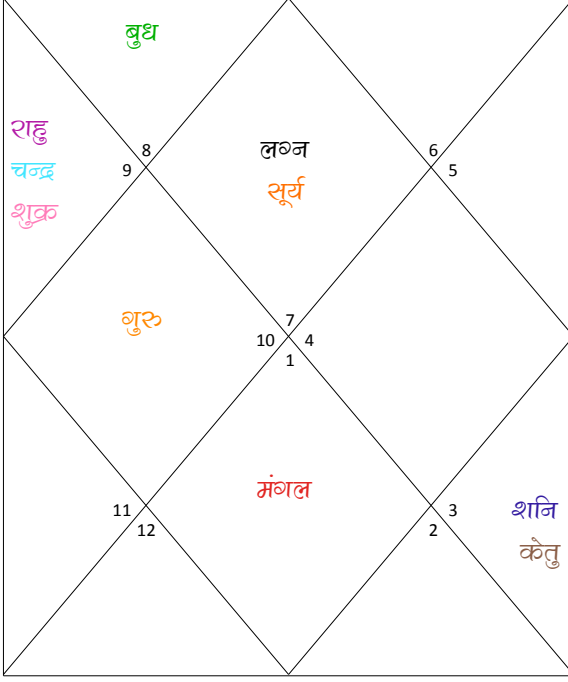 बुध
राहु
चन्द्र
शुक्र
8
9
लग्न
सूर्य
6
5
गुरु
7
10 4
1
मंगल
11
12
3
2
शनि
केतु